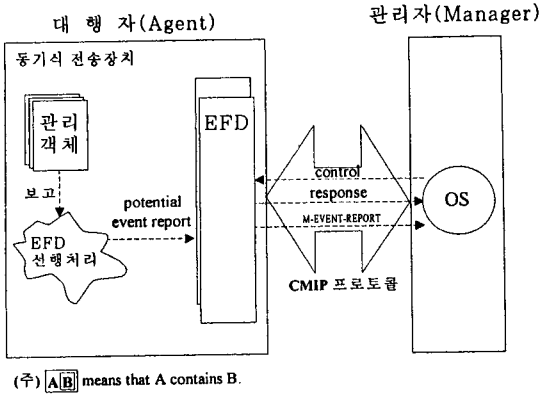 대 행 자(Agent)
관리자(Manager)
동기식 전송장치
관리
객체
EFD
보고
potential
event report
EFD
선행처리
control
response
M-EVENT-REPORT
OS
CMIP 프로토콜
(주) AB means that A contains B.